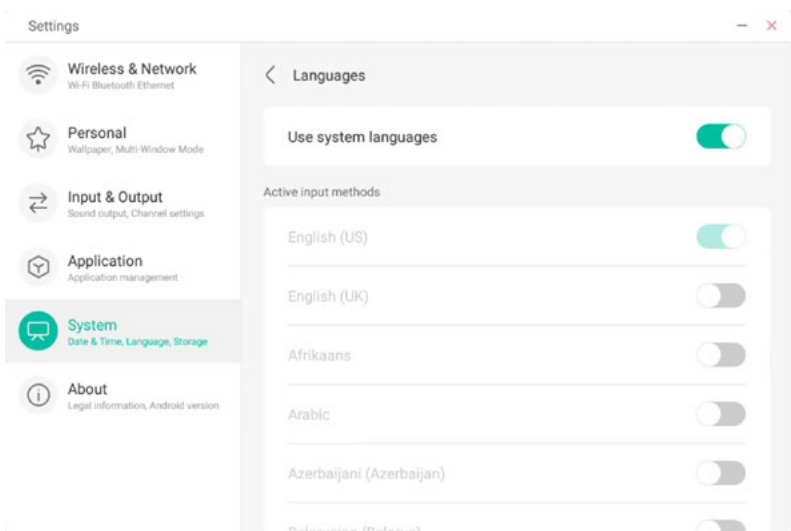 Settings
Wireless & Network
Wi-Fi Bluetooth Ethernet
Personal
Wallpaper, Multi-Window Mode
Input & Output
Sound output, Channel settings
Application
Application management
System
Date & Time, Language, Storage
About
Legal information, Android version
Languages
Use system languages
Active input methods
English (US)
English (UK)
Afrikaans
Arabic
Azerbaijani (Azerbaijan)